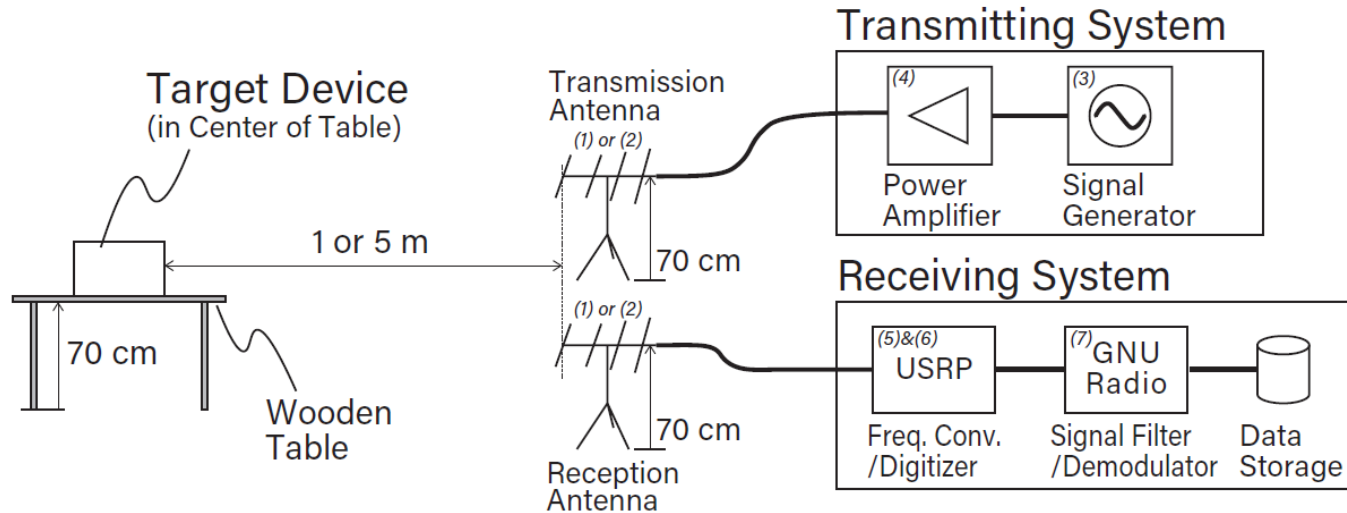 Transmitting System
(4)
(3)
Power
Amplifier
Signal
Generator
Transmission
Antenna
(1) or (2)
70 cm
Target Device
(in Center of Table)
1 or 5 m
70 cm
Wooden
Table
Receiving System
(1) or (2)
70 cm
Reception
Antenna
(5)&(6)
USRP
(7)
GNU
Radio
Freq. Conv.
/Digitizer
Signal Filter
/Demodulator
Data
Storage